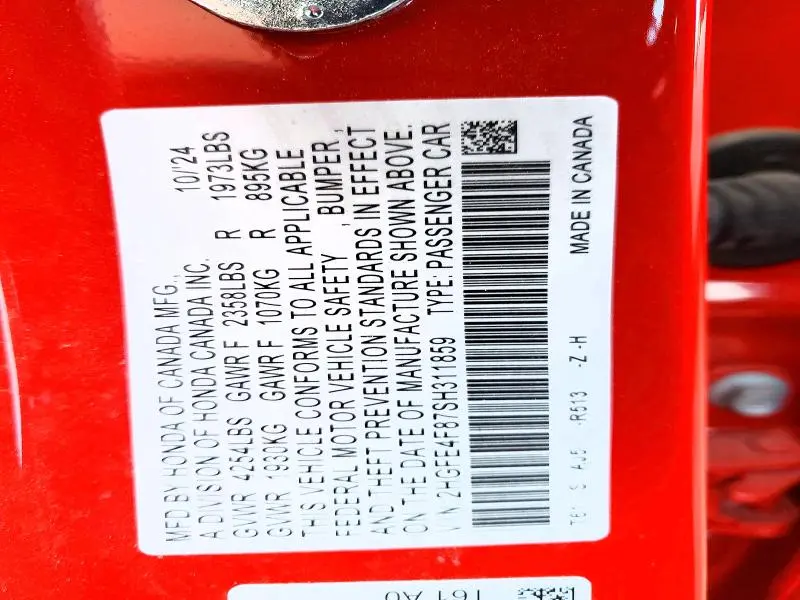 MFD BY HONDA OF CANADA MFG., 10/'24
A DIVISION OF HONDA CANADA INC.
GVWR 4254LBS GAWR F 2358LBS R 1973LBS
GVWR 1930KG GAWR F 1070KG R 895KG
THIS VEHICLE CONFORMS TO ALL APPLICABLE
FEDERAL MOTOR VEHICLE SAFETY , BUMPER ,
AND THEFT PREVENTION STANDARDS IN EFFECT
ON THE DATE OF MANUFACTURE SHOWN ABOVE.
V.I.N. 2HGFE4F87SH311859 TYPE: PASSENGER CAR
S AJ5 -R513 -Z -H MADE IN CANADA